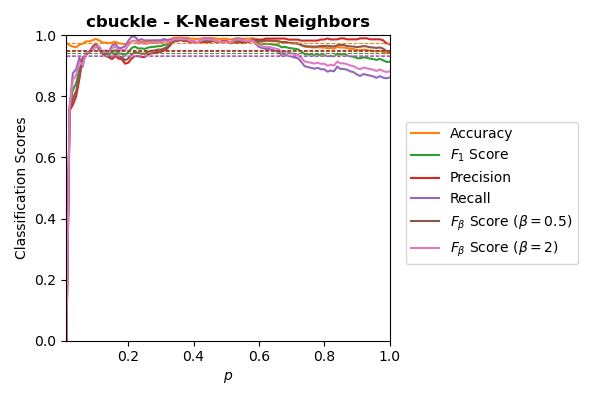 cbuckle - K-Nearest Neighbors
1.0
0.8
0.6
0.4
0.2
0.0
Classification Scores
0.2 0.4 0.6 0.8 1.0
p
Accuracy
F₁ Score
Precision
Recall
Fᵦ Score (β = 0.5)
Fᵦ Score (β = 2)